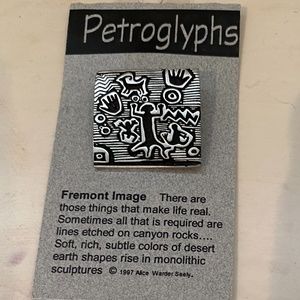 Petroglyphs
Fremont Image There are
those things that make life real.
Sometimes all that is required are
lines etched on canyon rocks....
Soft, rich, subtle colors of desert
earth shapes rise in monolithic
sculptures © 1997 Alice Warder Seely.